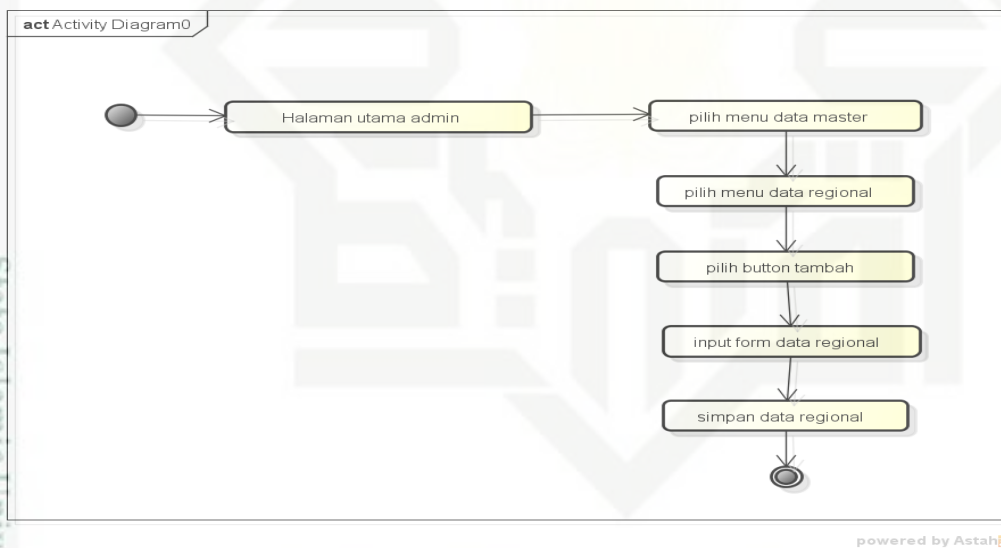 act Activity Diagram0
Halaman utama admin
pilih menu data master
pilih menu data regional
pilih button tambah
input form data regional
simpan data regional
powered by Astah